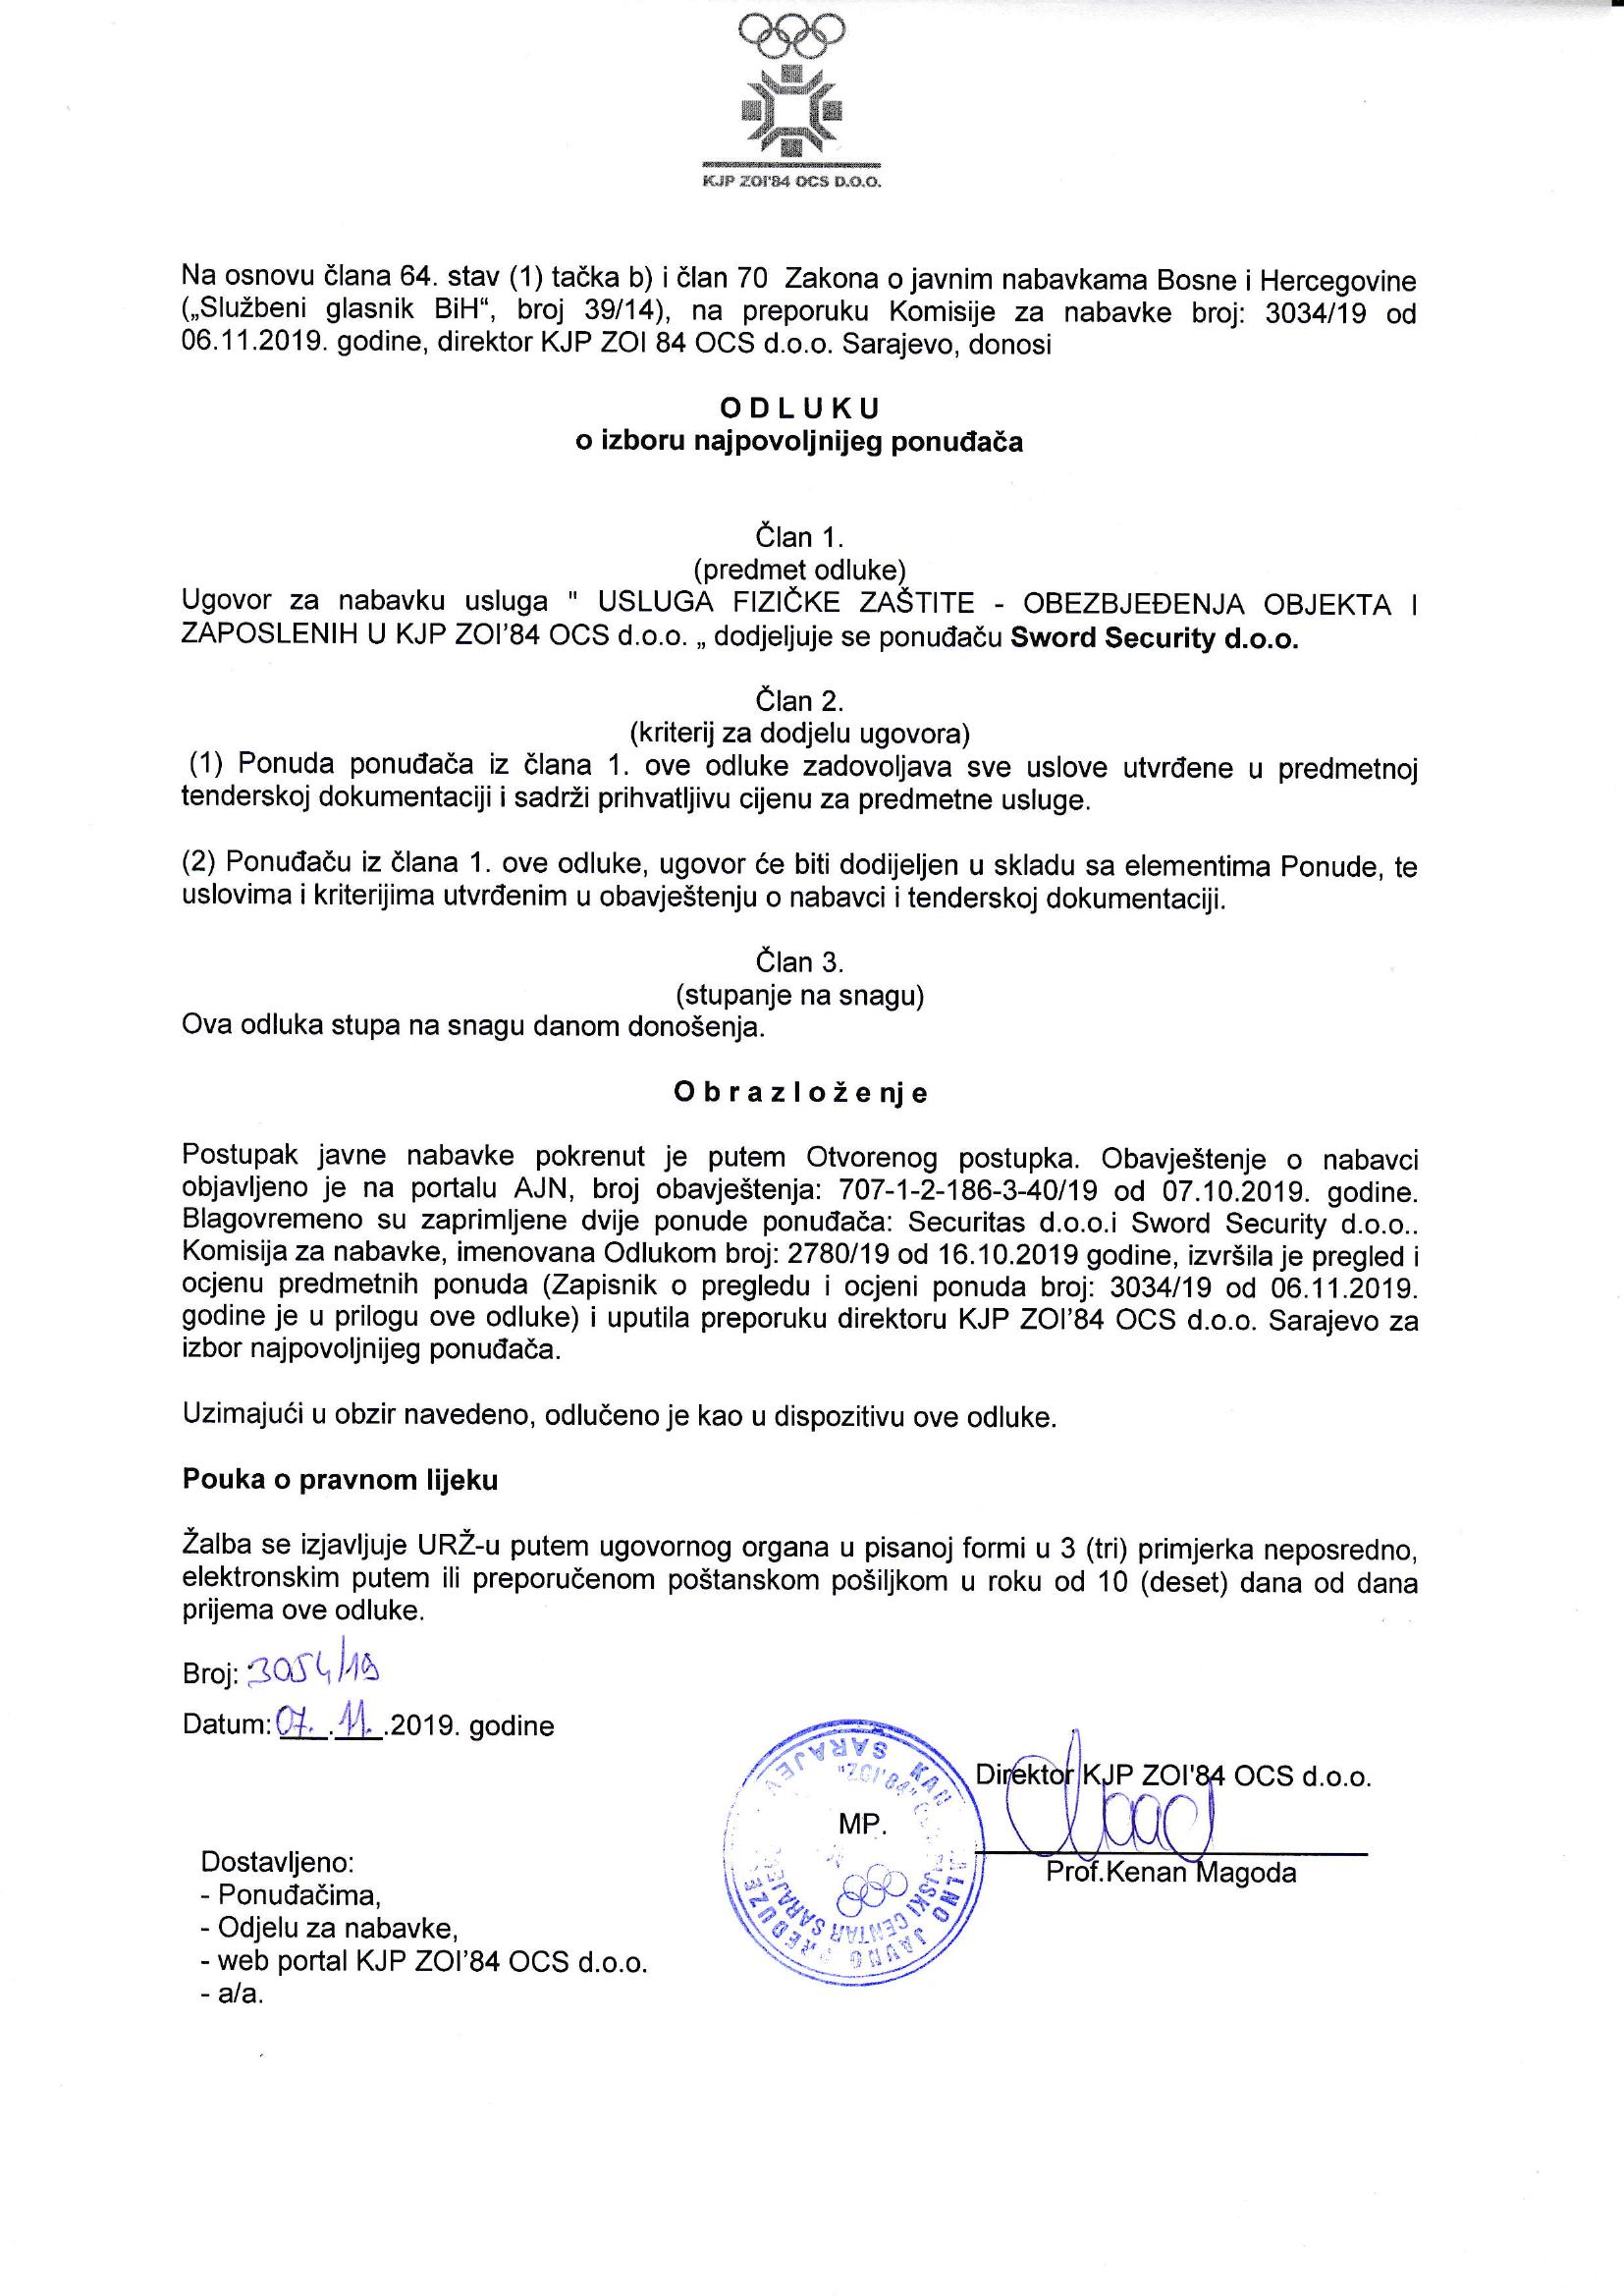 KJP ZOI'84 OCS D.O.O.
Na osnovu člana 64. stav (1) tačka b) i član 70 Zakona o javnim nabavkama Bosne i Hercegovine
(„Službeni glasnik BiH“, broj 39/14), na preporuku Komisije za nabavke broj: 3034/19 od
06.11.2019. godine, direktor KJP ZOI 84 OCS d.o.o. Sarajevo, donosi
O D L U K U
o izboru najpovoljnijeg ponuđača
Član 1.
(predmet odluke)
Ugovor za nabavku usluga " USLUGA FIZIČKE ZAŠTITE - OBEZBJEĐENJA OBJEKTA I
ZAPOSLENIH U KJP ZOI’84 OCS d.o.o. „ dodjeljuje se ponuđaču Sword Security d.o.o.
Član 2.
(kriterij za dodjelu ugovora)
(1) Ponuda ponuđača iz člana 1. ove odluke zadovoljava sve uslove utvrđene u predmetnoj
tenderskoj dokumentaciji i sadrži prihvatljivu cijenu za predmetne usluge.
(2) Ponuđaču iz člana 1. ove odluke, ugovor će biti dodijeljen u skladu sa elementima Ponude, te
uslovima i kriterijima utvrđenim u obavještenju o nabavci i tenderskoj dokumentaciji.
Član 3.
(stupanje na snagu)
Ova odluka stupa na snagu danom donošenja.
O b r a z l o ž e nj e
Postupak javne nabavke pokrenut je putem Otvorenog postupka. Obavještenje o nabavci
objavljeno je na portalu AJN, broj obavještenja: 707-1-2-186-3-40/19 od 07.10.2019. godine.
Blagovremeno su zaprimljene dvije ponude ponuđača: Securitas d.o.o.i Sword Security d.o.o..
Komisija za nabavke, imenovana Odlukom broj: 2780/19 od 16.10.2019 godine, izvršila je pregled i
ocjenu predmetnih ponuda (Zapisnik o pregledu i ocjeni ponuda broj: 3034/19 od 06.11.2019.
godine je u prilogu ove odluke) i uputila preporuku direktoru KJP ZOI’84 OCS d.o.o. Sarajevo za
izbor najpovoljnijeg ponuđača.
Uzimajući u obzir navedeno, odlučeno je kao u dispozitivu ove odluke.
Pouka o pravnom lijeku
Žalba se izjavljuje URŽ-u putem ugovornog organa u pisanoj formi u 3 (tri) primjerka neposredno,
elektronskim putem ili preporučenom poštanskom pošiljkom u roku od 10 (deset) dana od dana
prijema ove odluke.
Broj: 3054/19
Datum: 07. . 11. .2019. godine
Direktor KJP ZOI'84 OCS d.o.o.
MP.
Prof.Kenan Magoda
Dostavljeno:
- Ponuđačima,
- Odjelu za nabavke,
- web portal KJP ZOI’84 OCS d.o.o.
- a/a.
JAVNO
"ZOI'84"
CENTAR SARAJEVO